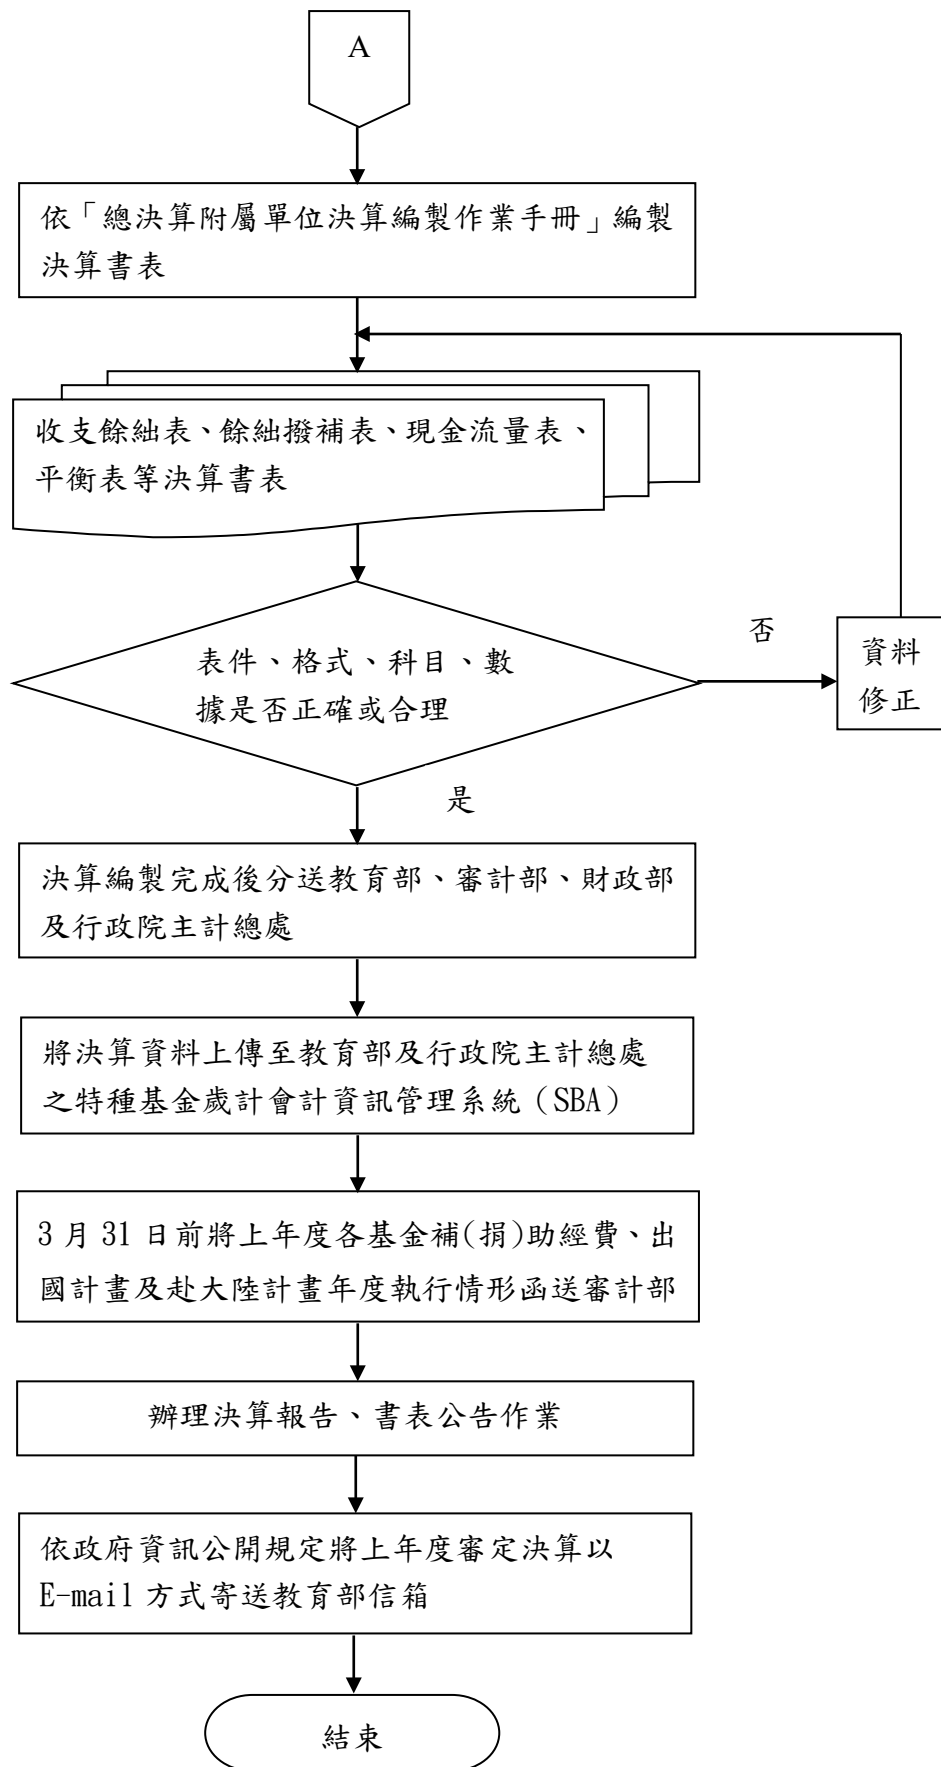 A
依「總決算附屬單位決算編製作業手冊」編製
決算書表
收支餘絀表、餘絀撥補表、現金流量表、
平衡表等決算書表
表件、格式、科目、數
據是否正確或合理
否
資料
修正
是
決算編製完成後分送教育部、審計部、財政部
及行政院主計總處
將決算資料上傳至教育部及行政院主計總處
之特種基金歲計會計資訊管理系統（SBA）
3 月 31 日前將上年度各基金補(捐)助經費、出
國計畫及赴大陸計畫年度執行情形函送審計部
辦理決算報告、書表公告作業
依政府資訊公開規定將上年度審定決算以
E-mail 方式寄送教育部信箱
結束